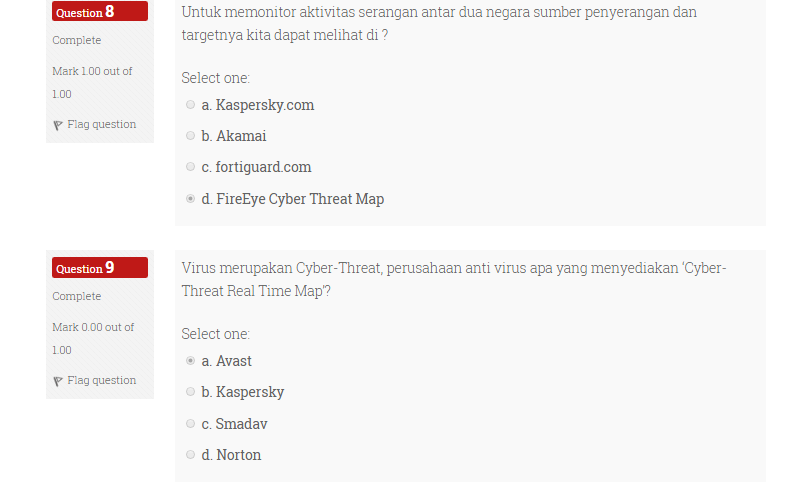 Question 8
Complete
Mark 1.00 out of
1.00
Flag question
Untuk memonitor aktivitas serangan antar dua negara sumber penyerangan dan
targetnya kita dapat melihat di ?
Select one:
a. Kaspersky.com
b. Akamai
c. fortiguard.com
d. FireEye Cyber Threat Map
Question 9
Complete
Mark 0.00 out of
1.00
Flag question
Virus merupakan Cyber-Threat, perusahaan anti virus apa yang menyediakan 'Cyber-
Threat Real Time Map'?
Select one:
a. Avast
b. Kaspersky
c. Smadav
d. Norton